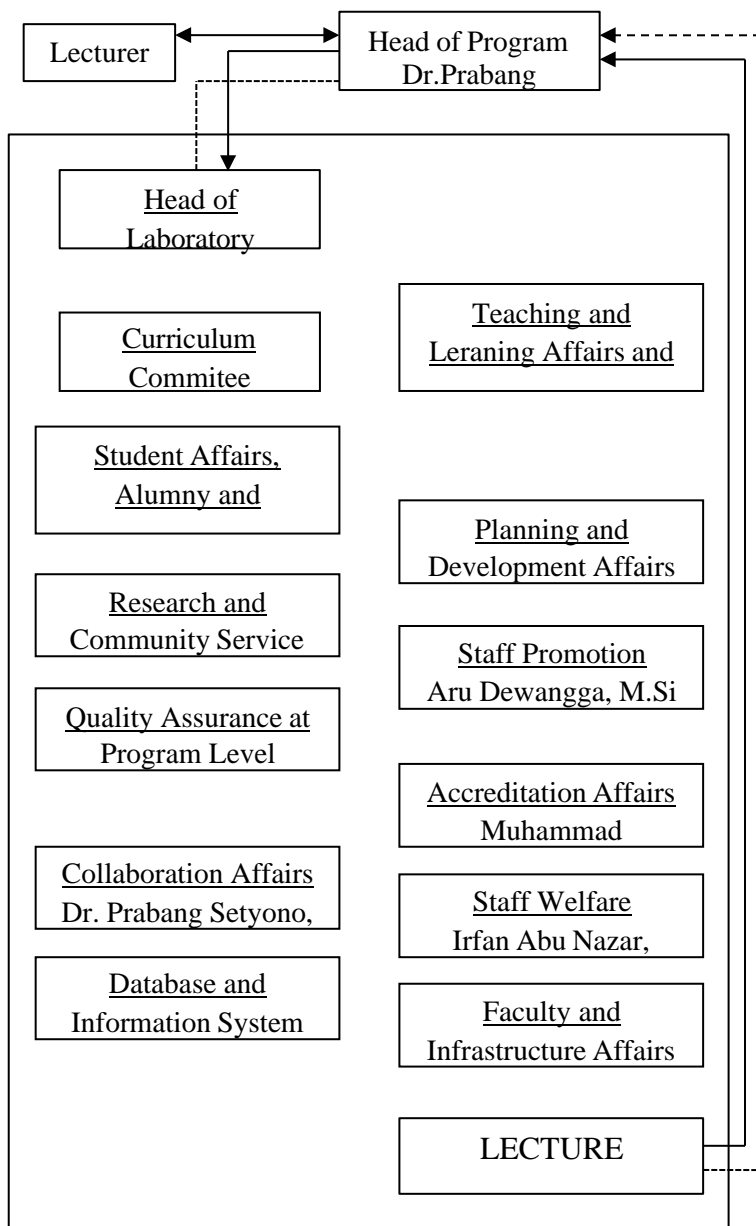 Lecturer
Head of Program
Dr.Prabang
Head of
Laboratory
Curriculum
Commitee
Teaching and
Leraning Affairs and
Student Affairs,
Alumny and
Planning and
Development Affairs
Research and
Community Service
Staff Promotion
Aru Dewangga, M.Si
Quality Assurance at
Program Level
Accreditation Affairs
Muhammad
Collaboration Affairs
Dr. Prabang Setyono,
Staff Welfare
Irfan Abu Nazar,
Database and
Information System
Faculty and
Infrastructure Affairs
LECTURE